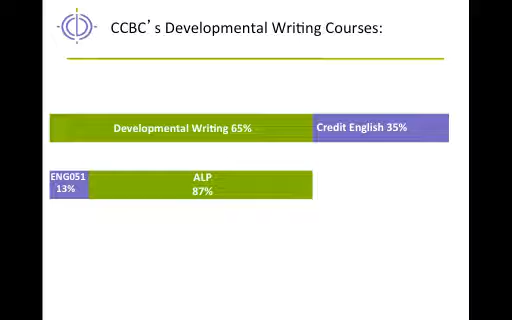 CCBC’s Developmental Writing Courses:
Developmental Writing 65% Credit English 35%
ENG051 ALP
13% 87%